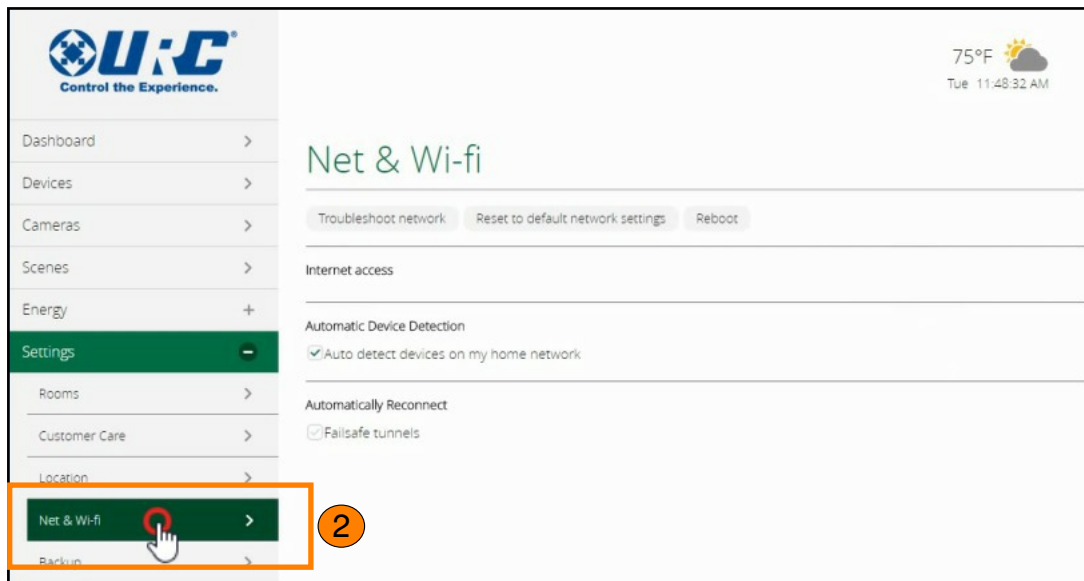 URC®
Control the Experience.
75°F
Tue 11:48:32 AM
Dashboard
Devices
Cameras
Scenes
Energy
Settings
Rooms
Customer Care
Location
Net & Wi-fi
Backup
Net & Wi-fi
Troubleshoot network Reset to default network settings Reboot
Internet access
Automatic Device Detection
Auto detect devices on my home network
Automatically Reconnect
Failsafe tunnels
2